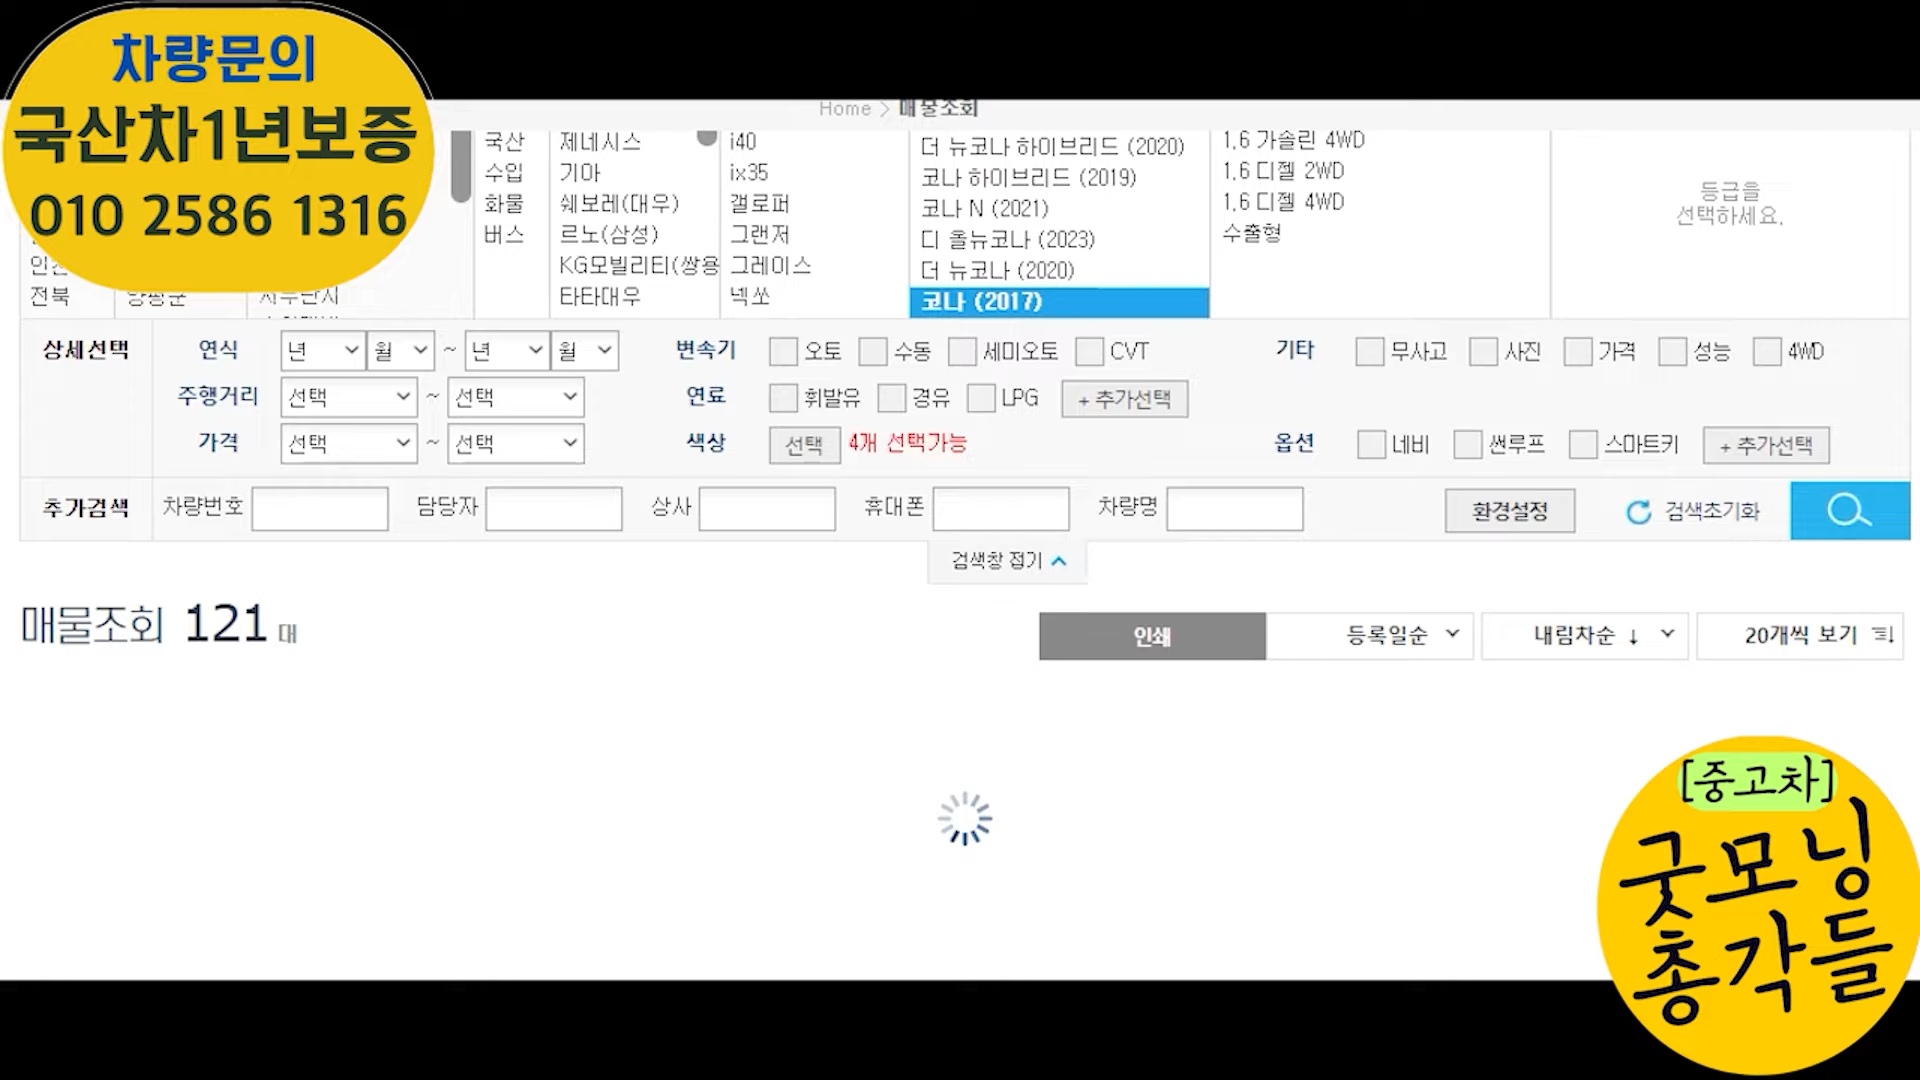 차량문의
국산차1년보증
010 2586 1316
Home > 매물조회
국산 제네시스 i40 더 뉴코나 하이브리드 (2020) 1.6 가솔린 4WD
수입 기아 ix35 코나 하이브리드 (2019) 1.6 디젤 2WD
화물 쉐보레(대우) 갤로퍼 코나 N (2021) 1.6 디젤 4WD
버스 르노(삼성) 그랜저 디 올뉴코나 (2023) 수출형
KG모빌리티(쌍용 그레이스 더 뉴코나 (2020)
전북 타타대우 넥쏘 코나 (2017)
등급을
선택하세요.
상세선택 연식 년 월 ~ 년 월 변속기 오토 수동 세미오토 CVT 기타 무사고 사진 가격 성능 4WD
주행거리 선택 ~ 선택 연료 휘발유 경유 LPG + 추가선택
가격 선택 ~ 선택 색상 선택 4개 선택가능 옵션 네비 썬루프 스마트키 + 추가선택
추가검색 차량번호 담당자 상사 휴대폰 차량명 환경설정 검색초기화
검색창 접기
매물조회 121 대
인쇄 등록일순 내림차순 ↓ 20개씩 보기
[중고차]
굿모닝
총각들